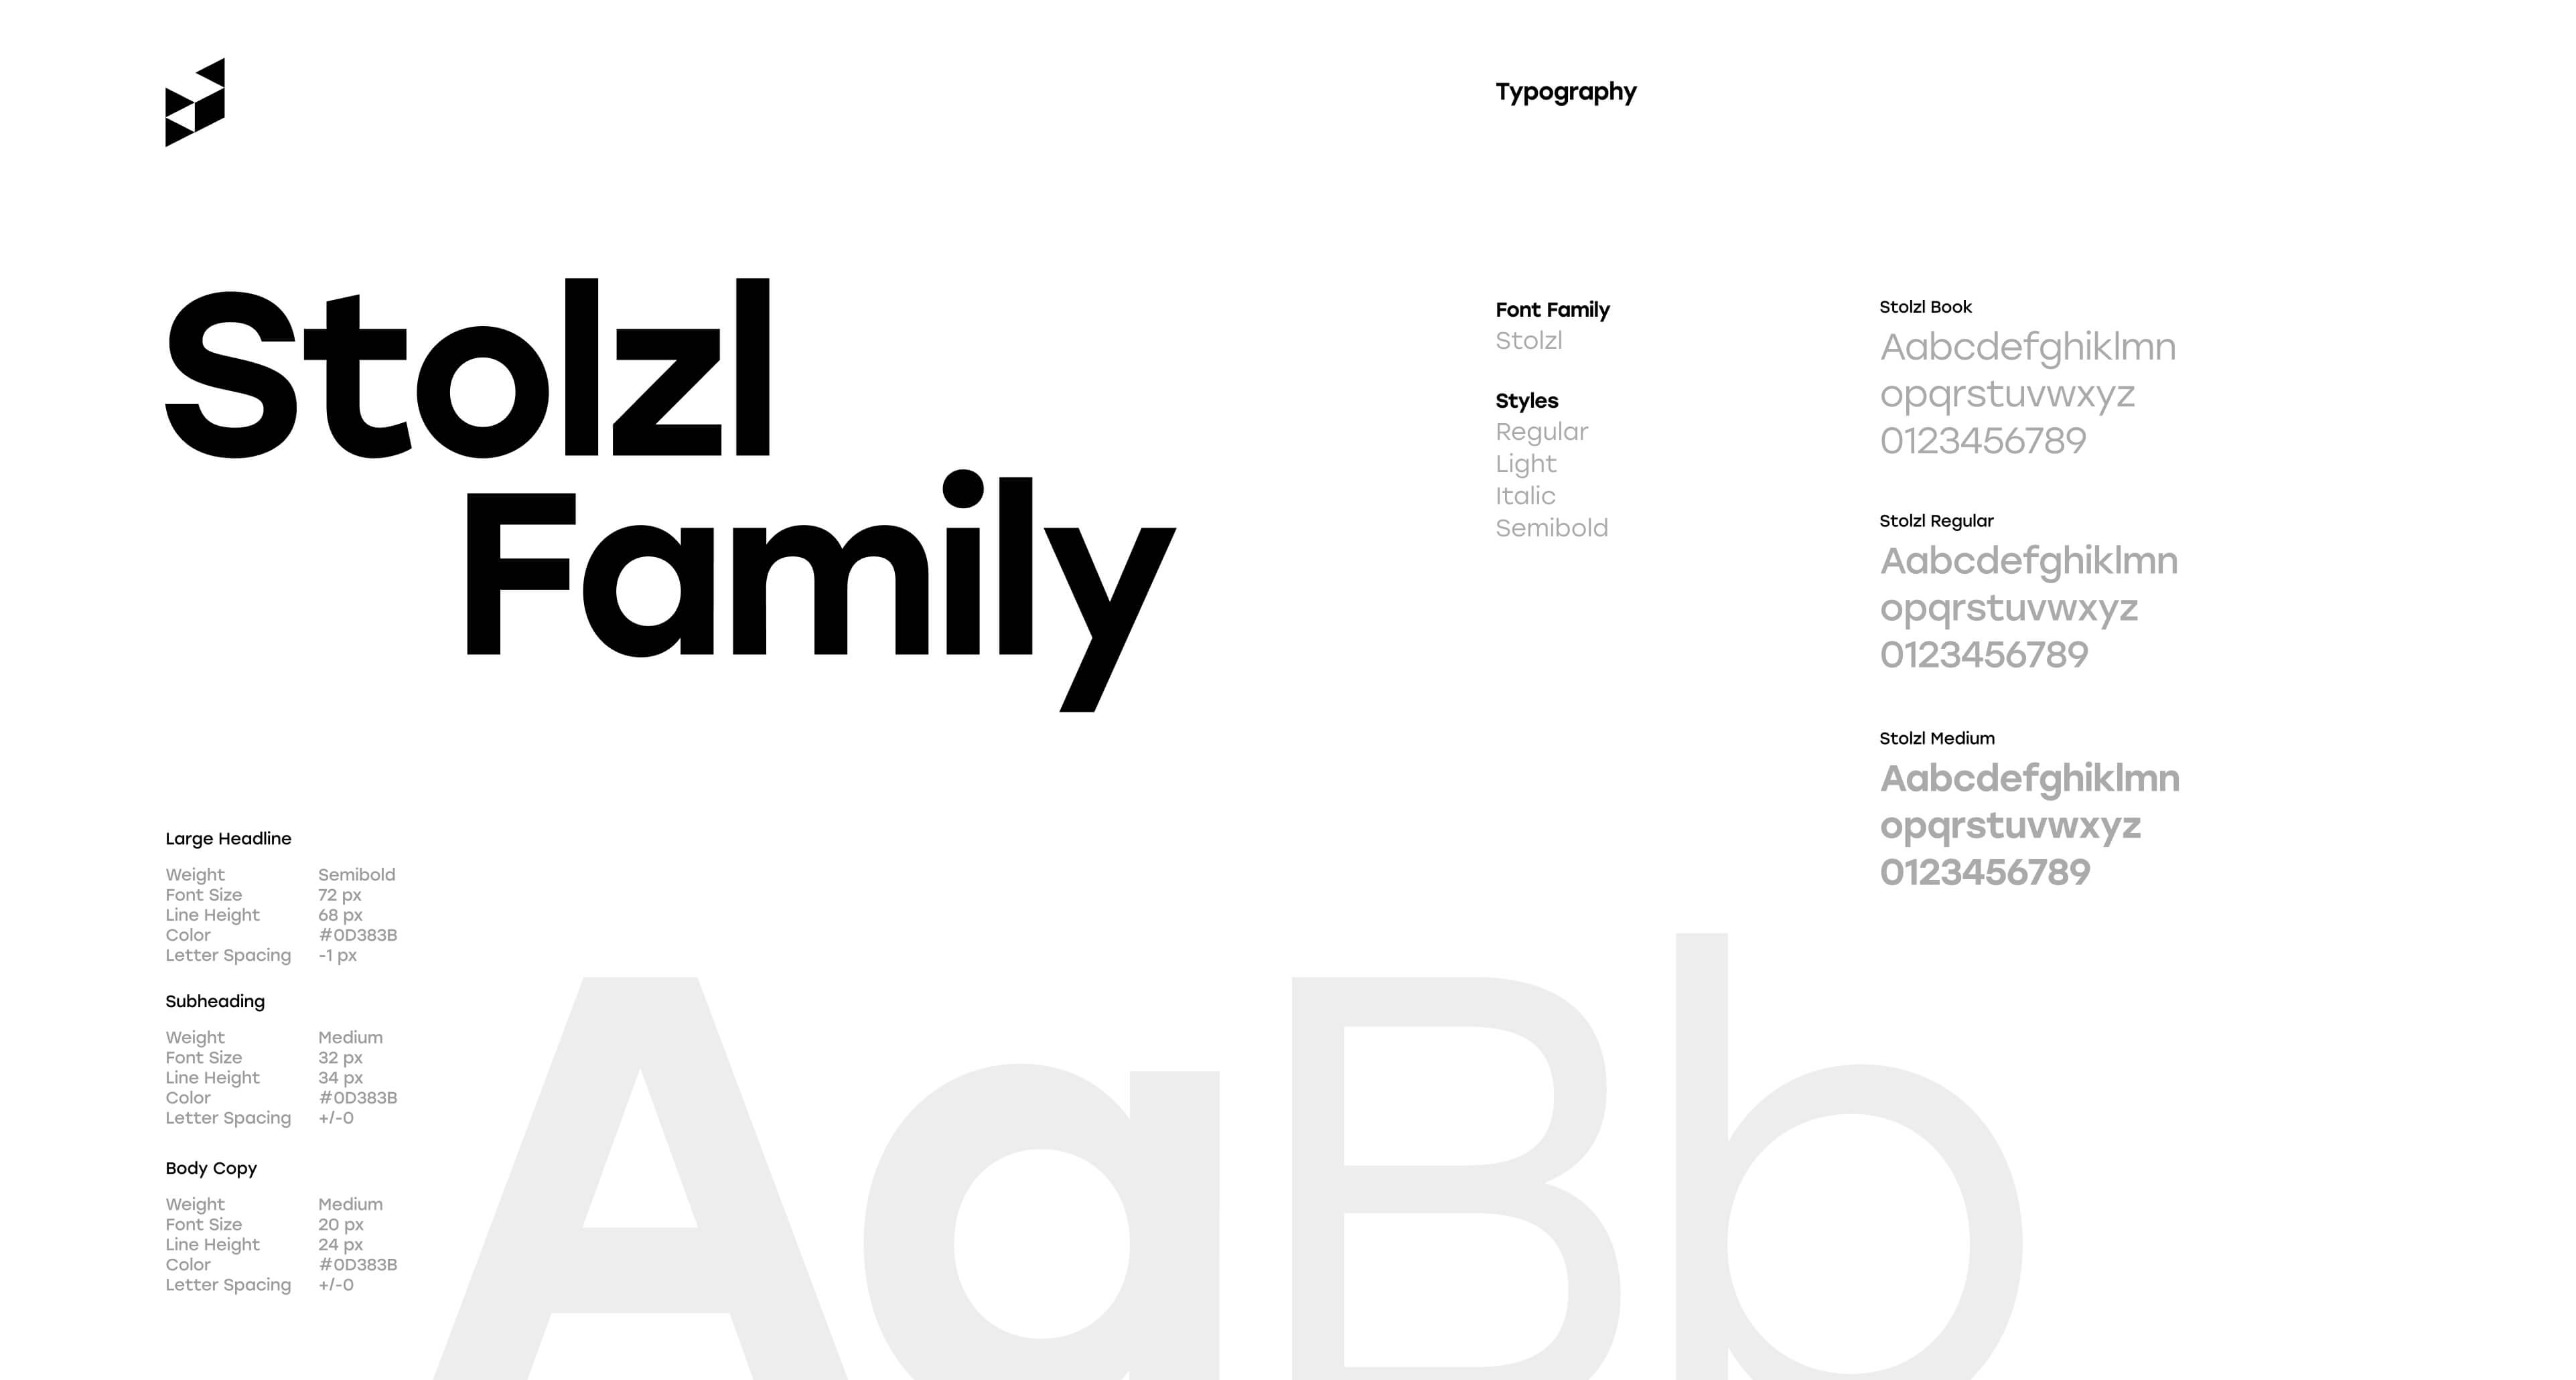 Typography
Stolzl
Family
Font Family
Stolzl
Styles
Regular
Light
Italic
Semibold
Stolzl Book
Aabcdefghiklmn
opqrstuvwxyz
0123456789
Stolzl Regular
Aabcdefghiklmn
opqrstuvwxyz
0123456789
Stolzl Medium
Aabcdefghiklmn
opqrstuvwxyz
0123456789
Large Headline
Weight Semibold
Font Size 72 px
Line Height 68 px
Color #0D383B
Letter Spacing -1 px
Subheading
Weight Medium
Font Size 32 px
Line Height 34 px
Color #0D383B
Letter Spacing +/-0
Body Copy
Weight Medium
Font Size 20 px
Line Height 24 px
Color #0D383B
Letter Spacing +/-0
AaBb